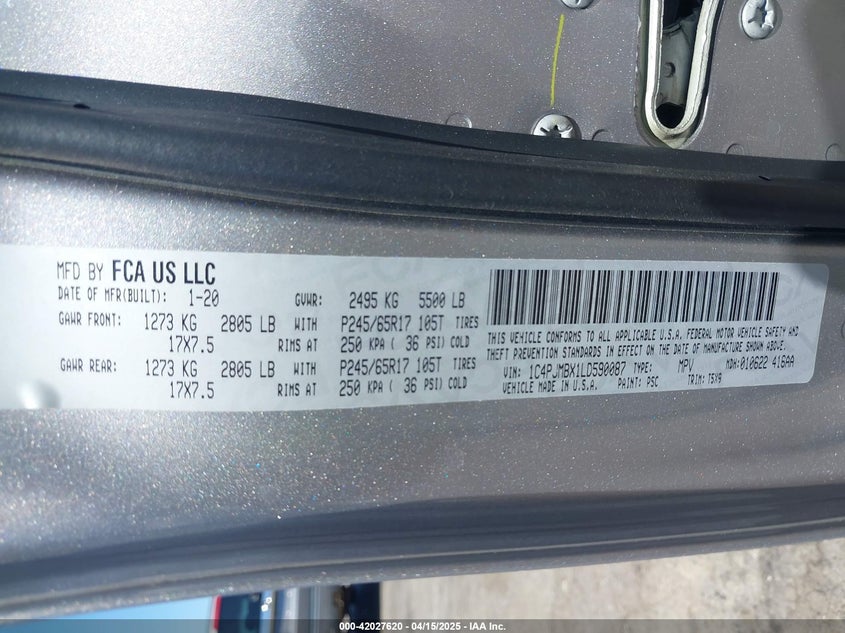 MFD BY FCA US LLC
DATE OF MFR(BUILT): 1-20 GVWR: 2495 KG 5500 LB
GAWR FRONT: 1273 KG 2805 LB WITH P245/65R17 105T TIRES
17X7.5 RIMS AT 250 KPA ( 36 PSI) COLD
GAWR REAR: 1273 KG 2805 LB WITH P245/65R17 105T TIRES
17X7.5 RIMS AT 250 KPA ( 36 PSI) COLD
THIS VEHICLE CONFORMS TO ALL APPLICABLE U.S.A. FEDERAL MOTOR VEHICLE SAFETY AND
THEFT PREVENTION STANDARDS IN EFFECT ON THE DATE OF MANUFACTURE SHOWN ABOVE.
VIN: 1C4PJMBX1LD590087 TYPE: MPV MDH:010622 416AA
VEHICLE MADE IN U.S.A. PAINT: PSC TRIM: T5X9
000-42027620 - 04/15/2025 - IAA Inc.